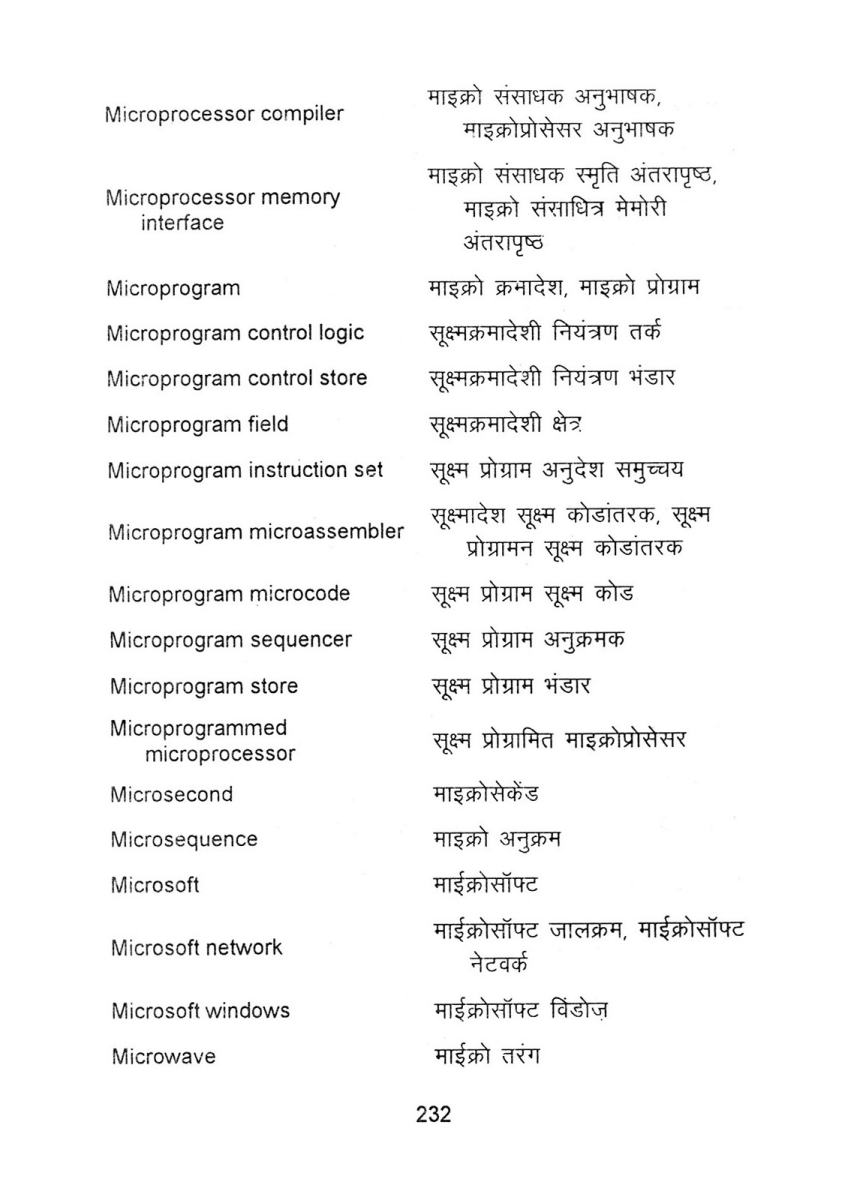 Microprocessor compiler
माइक्रो संसाधक अनुभाषक,
माइक्रोप्रोसेसर अनुभाषक
Microprocessor memory
interface
माइक्रो संसाधक स्मृति अंतरापृष्ठ,
माइक्रो संसाधित्र मेमोरी
अंतरापृष्ठ
Microprogram
माइक्रो क्रमादेश, माइक्रो प्रोग्राम
Microprogram control logic
सूक्ष्मक्रमादेशी नियंत्रण तर्क
Microprogram control store
सूक्ष्मक्रमादेशी नियंत्रण भंडार
Microprogram field
सूक्ष्मक्रमादेशी क्षेत्र
Microprogram instruction set
सूक्ष्म प्रोग्राम अनुदेश समुच्चय
Microprogram microassembler
सूक्ष्मादेश सूक्ष्म कोडांतरक, सूक्ष्म
प्रोग्रामन सूक्ष्म कोडांतरक
Microprogram microcode
सूक्ष्म प्रोग्राम सूक्ष्म कोड
Microprogram sequencer
सूक्ष्म प्रोग्राम अनुक्रमक
Microprogram store
सूक्ष्म प्रोग्राम भंडार
Microprogrammed
microprocessor
सूक्ष्म प्रोग्रामित माइक्रोप्रोसेसर
Microsecond
माइक्रोसेकेंड
Microsequence
माइक्रो अनुक्रम
Microsoft
माईक्रोसॉफ्ट
Microsoft network
माईक्रोसॉफ्ट जालक्रम, माईक्रोसॉफ्ट
नेटवर्क
Microsoft windows
माईक्रोसॉफ्ट विंडोज़
Microwave
माईक्रो तरंग
232